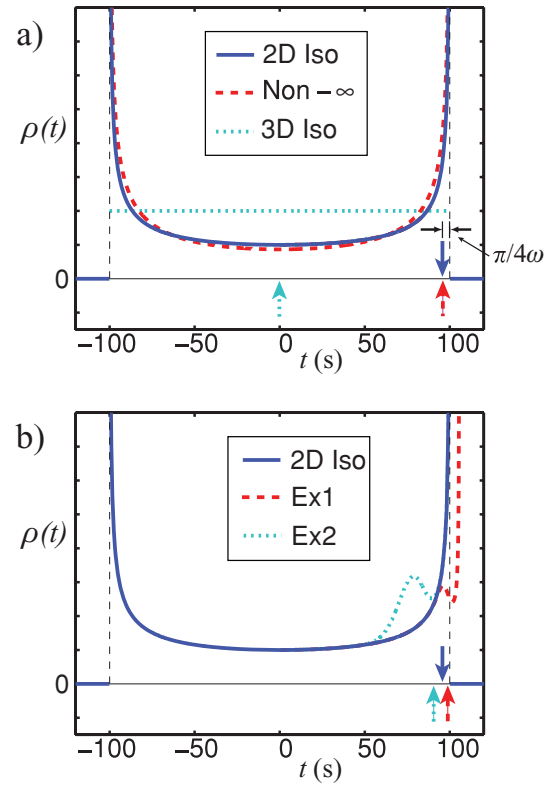 a)
2D Iso
Non − ∞
3D Iso
ρ(t)
π/4ω
0
−100 −50 0 50 100
t (s)
b)
2D Iso
Ex1
Ex2
ρ(t)
0
−100 −50 0 50 100
t (s)